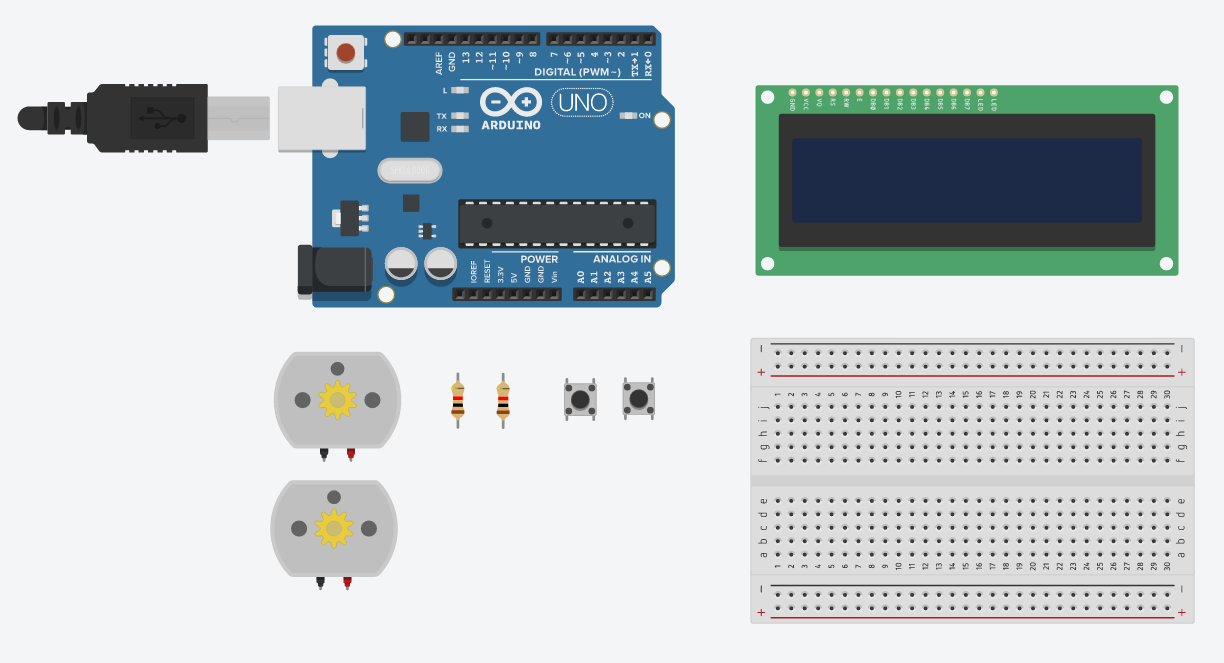 AREF
GND
13
12
~11
~10
~9
8
7
~6
~5
4
~3
2
TX→1
RX←0
DIGITAL (PWM~)
L
TX
RX
UNO
ARDUINO
ON
POWER
ANALOG IN
IOREF
RESET
3.3V
5V
GND
GND
Vin
A0
A1
A2
A3
A4
A5
GND
VCC
VO
RS
RW
E
DB0
DB1
DB2
DB3
DB4
DB5
DB6
DB7
LED
LED
− −
+ +
1 2 3 4 5 6 7 8 9 10 11 12 13 14 15 16 17 18 19 20 21 22 23 24 25 26 27 28 29 30
j j
i i
h h
g g
f f
e e
d d
c c
b b
a a
1 2 3 4 5 6 7 8 9 10 11 12 13 14 15 16 17 18 19 20 21 22 23 24 25 26 27 28 29 30
− −
+ +